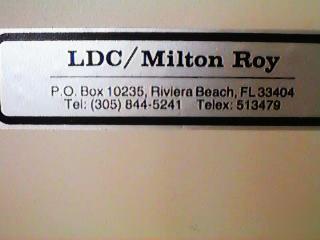 LDC/Milton Roy
P.O. Box 10235, Riviera Beach, FL 33404
Tel: (305) 844-5241 Telex: 513479